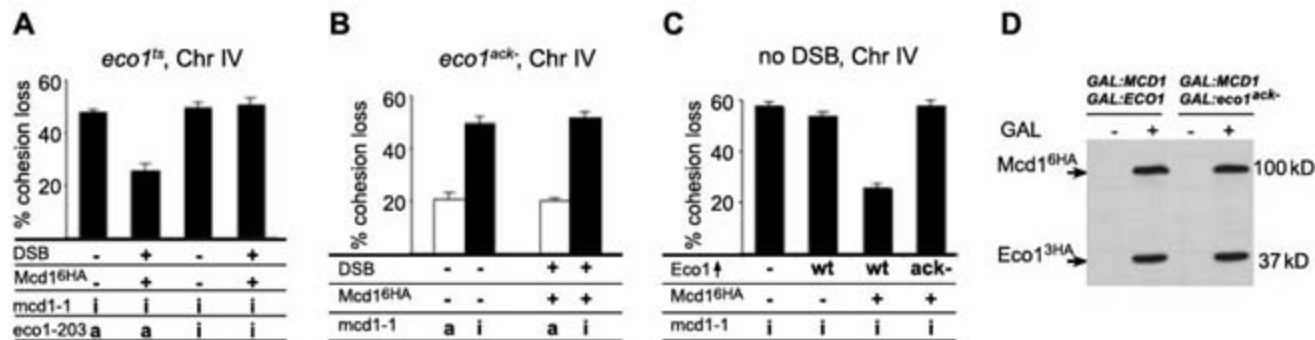 A
eco1ts, Chr IV
% cohesion loss
60
40
20
DSB - + - +
Mcd16HA - + - +
mcd1-1 i i i i
eco1-203 a a i i
B
eco1ack-, Chr IV
% cohesion loss
60
40
20
DSB - - + +
Mcd16HA - - + +
mcd1-1 a i a i
C
no DSB, Chr IV
% cohesion loss
60
40
20
Eco1↑ - wt wt ack-
Mcd16HA - - + +
mcd1-1 i i i i
D
GAL:MCD1 GAL:MCD1
GAL:ECO1 GAL:eco1ack-
GAL - + - +
Mcd16HA 100 kD
Eco13HA 37 kD